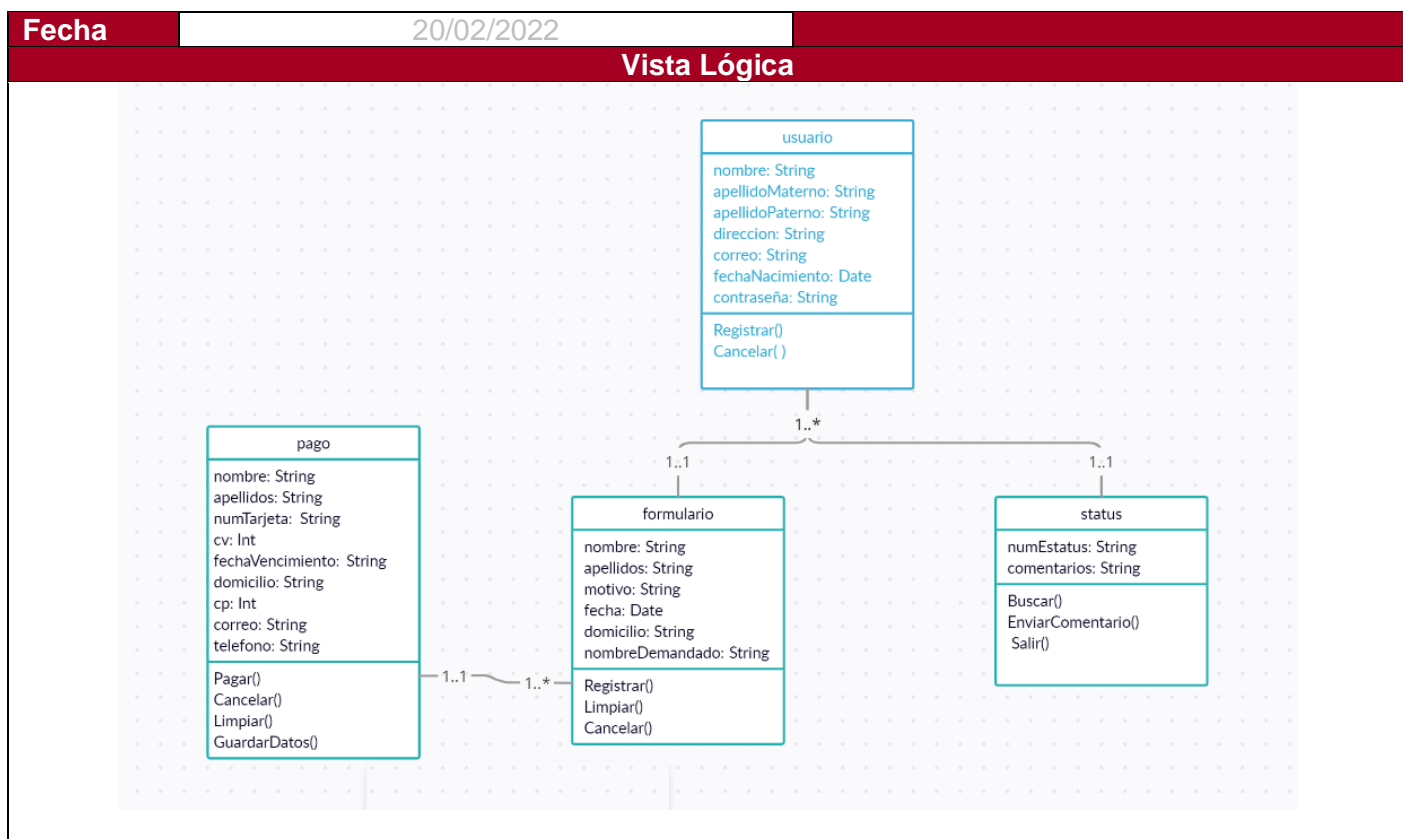 Fecha 20/02/2022
Vista Lógica
usuario
nombre: String
apellidoMaterno: String
apellidoPaterno: String
direccion: String
correo: String
fechaNacimiento: Date
contraseña: String
Registrar()
Cancelar( )
1..*
1..1
1..1
pago
nombre: String
apellidos: String
numTarjeta: String
cv: Int
fechaVencimiento: String
domicilio: String
cp: Int
correo: String
telefono: String
Pagar()
Cancelar()
Limpiar()
GuardarDatos()
1..1
1..*
formulario
nombre: String
apellidos: String
motivo: String
fecha: Date
domicilio: String
nombreDemandado: String
Registrar()
Limpiar()
Cancelar()
status
numEstatus: String
comentarios: String
Buscar()
EnviarComentario()
Salir()